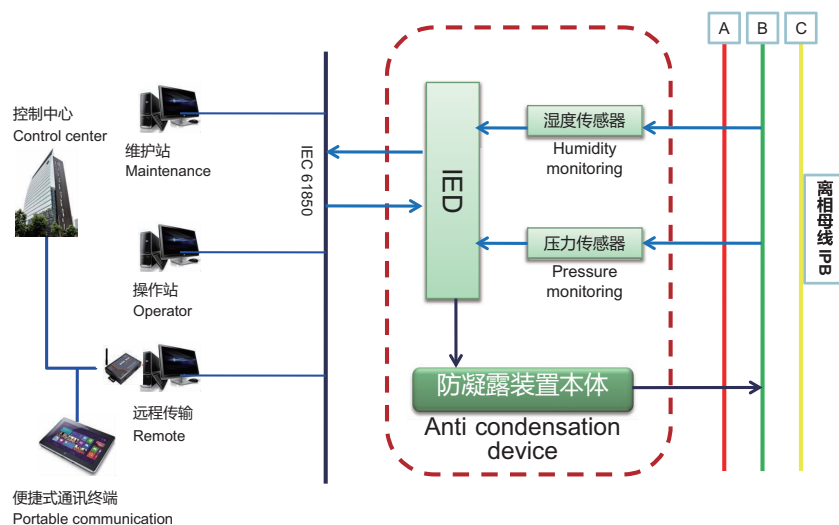 A B C
控制中心
Control center
维护站
Maintenance
IEC 61850
IED
湿度传感器
Humidity
monitoring
压力传感器
Pressure
monitoring
离相母线 IPB
操作站
Operator
远程传输
Remote
防凝露装置本体
Anti condensation
device
便捷式通讯终端
Portable communication